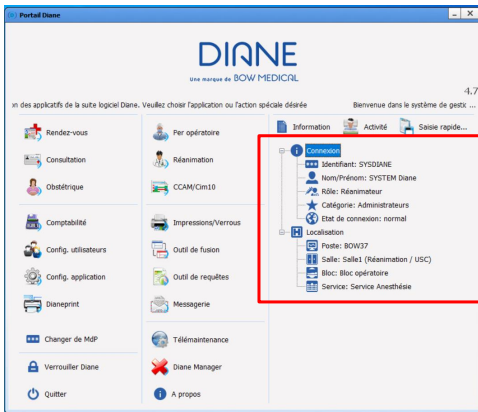 Portail Diane
DIANE
Une marque de BOW MEDICAL
4.7
on des applicatifs de la suite logiciel Diane. Veuillez choisir l'application ou l'action spéciale désirée
Bienvenue dans le système de gestic ...
Rendez-vous
Per opératoire
Information
Activité
Saisie rapide...
Consultation
Réanimation
Obstétrique
CCAM/Cim10
Connexion
Identifiant: SYSDIANE
Nom/Prénom: SYSTEM Diane
Rôle: Réanimateur
Catégorie: Administrateurs
Etat de connexion: normal
Localisation
Poste: BOW37
Salle: Salle1 (Réanimation / USC)
Bloc: Bloc opératoire
Service: Service Anesthésie
Comptabilité
Impressions/Verrous
Config. utilisateurs
Outil de fusion
Config. application
Outil de requêtes
Dianeprint
Messagerie
Changer de MdP
Télémaintenance
Verrouiller Diane
Diane Manager
Quitter
A propos